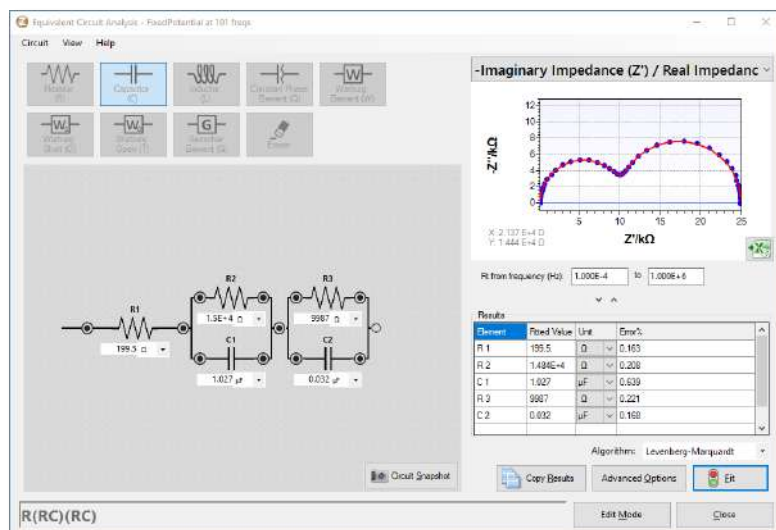 Equivalent Circuit Analysis - FixedPotential at 101 freqs
Circuit View Help
Resistor (R)
Capacitor (C)
Inductor (L)
Constant Phase Element (Q)
Warburg Element (W)
Warburg
Warburg
Gerischer Element (G)
Eraser
-Imaginary Impedance (Z') / Real Impedanc
12
10
8
6
4
2
0
-Z''/kΩ
5 10 15 20 25
X: 2.137 E+4 Ω
Y: 1.444 E+4 Ω
Z'/kΩ
Fit from frequency (Hz): 1.000E-4 to 1.000E+6
Results
Element Fitted Value Unit Error%
R 1 199.5 Ω 0.163
R 2 1.484E+4 Ω 0.208
C 1 1.027 µF 0.639
R 3 9987 Ω 0.221
C 2 0.032 µF 0.168
R1
199.5 Ω
R2
1.5E+4 Ω
C1
1.027 µF
R3
9987 Ω
C2
0.032 µF
Algorithm: Levenberg-Marquardt
Circuit Snapshot
Copy Results
Advanced Options
Fit
R(RC)(RC)
Edit Mode
Close